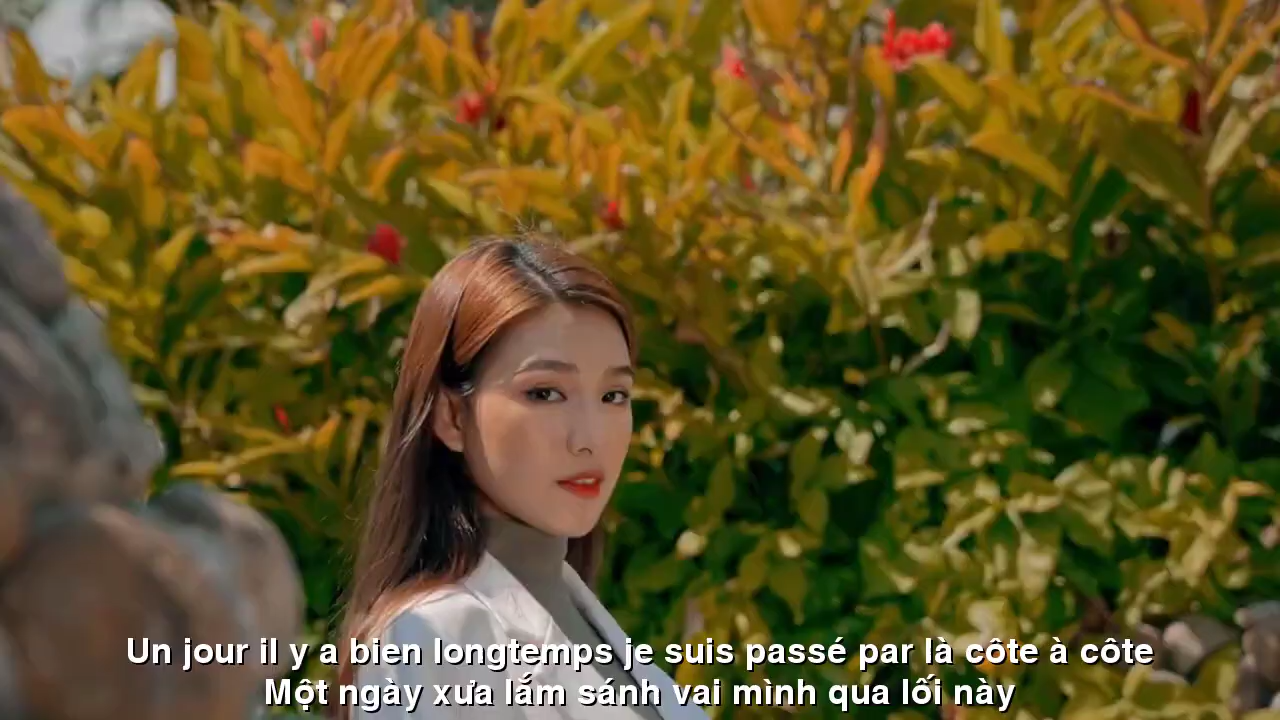 Un jour il y a bien longtemps je suis passé par là côte à côte
Một ngày xưa lắm sánh vai mình qua lối này